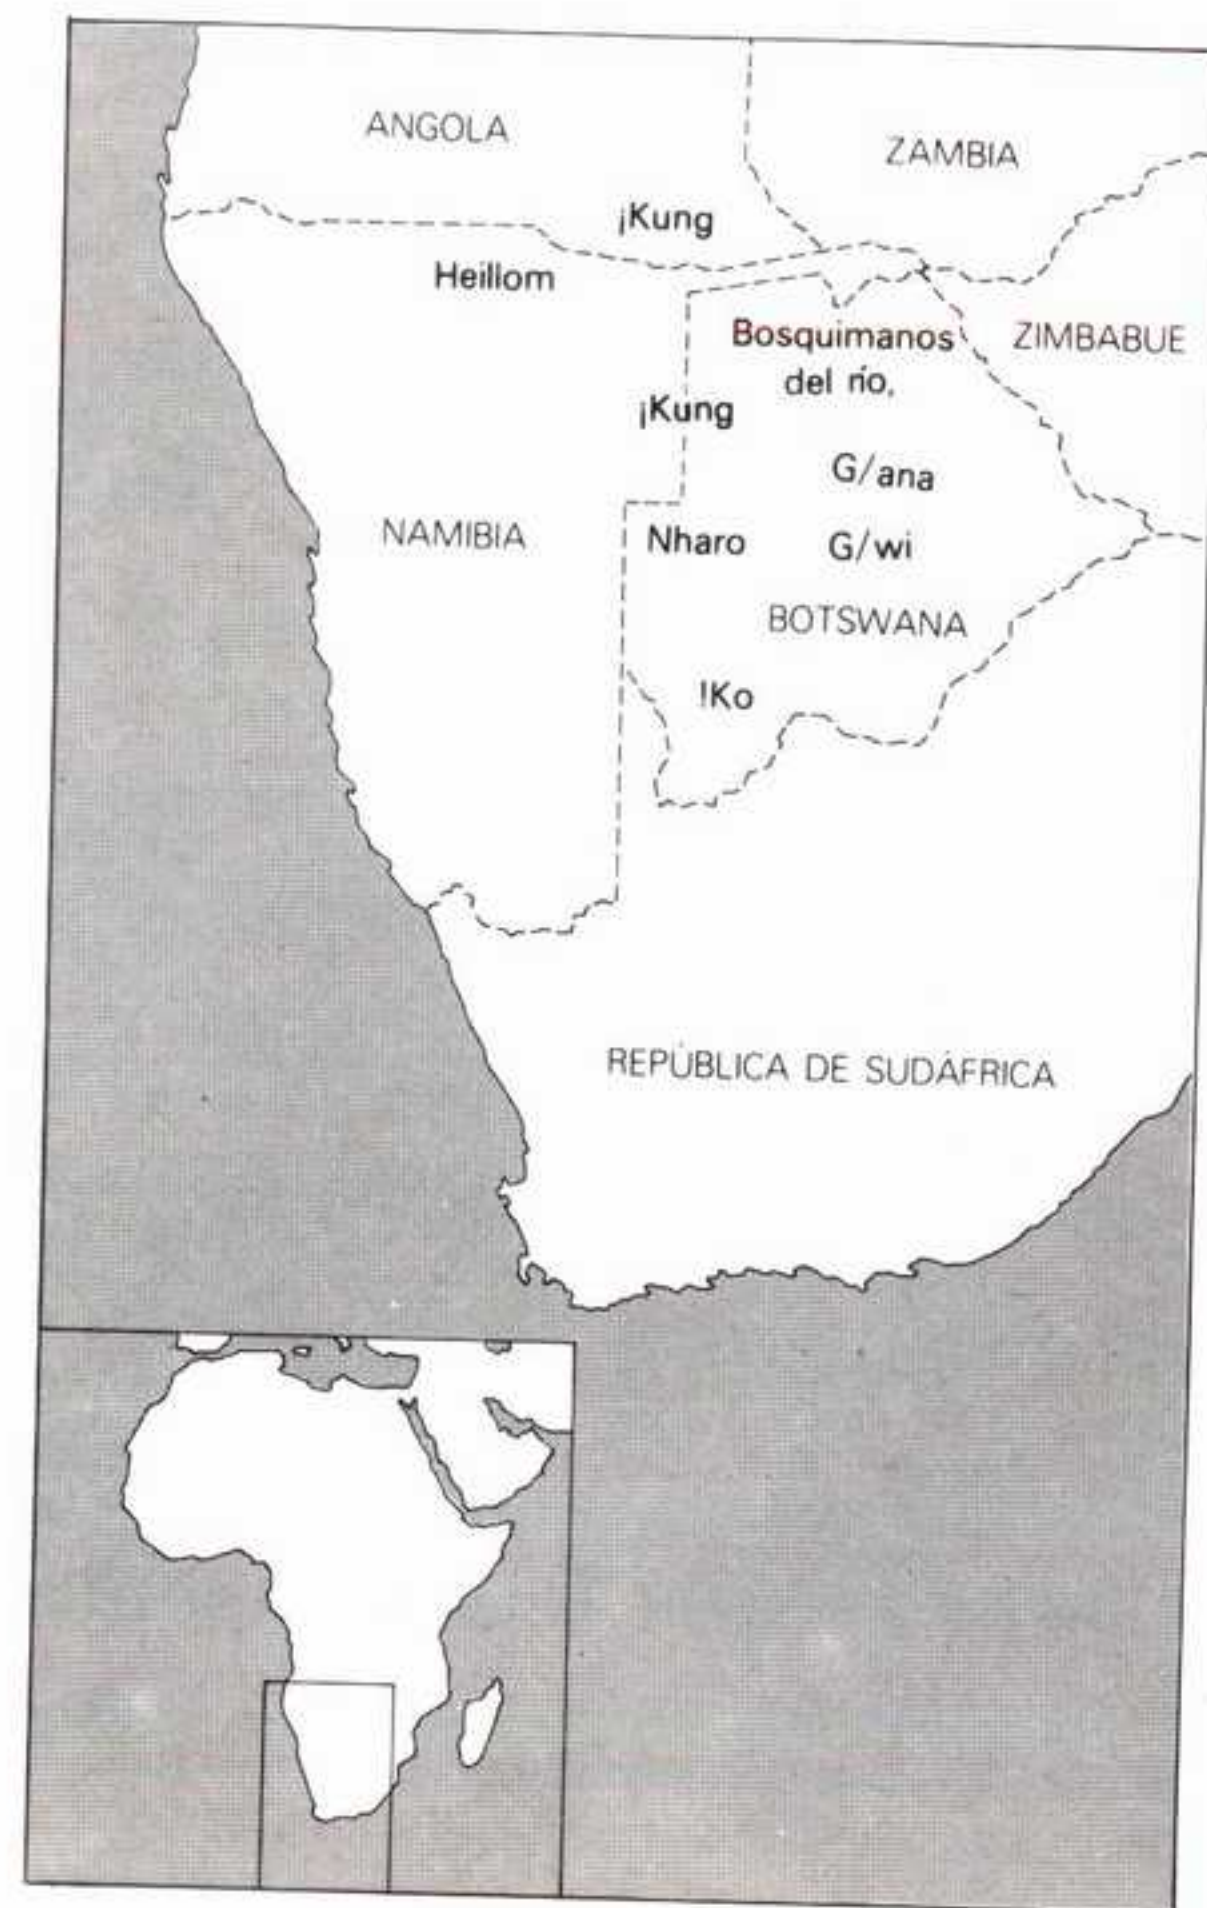 ANGOLA
ZAMBIA
¡Kung
Heillom
Bosquimanos
del río,
ZIMBABUE
¡Kung
G/ana
NAMIBIA
Nharo
G/wi
BOTSWANA
!Ko
REPÚBLICA DE SUDÁFRICA